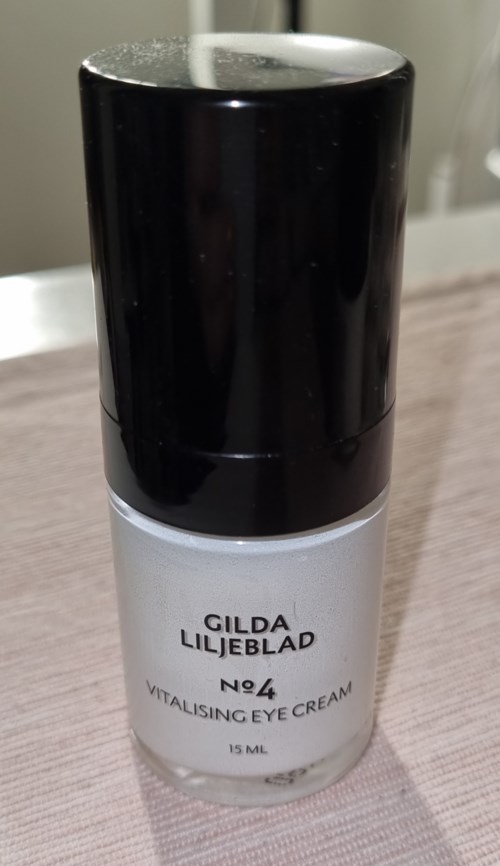 GILDA
LILJEBLAD
Nº4
VITALISING EYE CREAM
15 ML